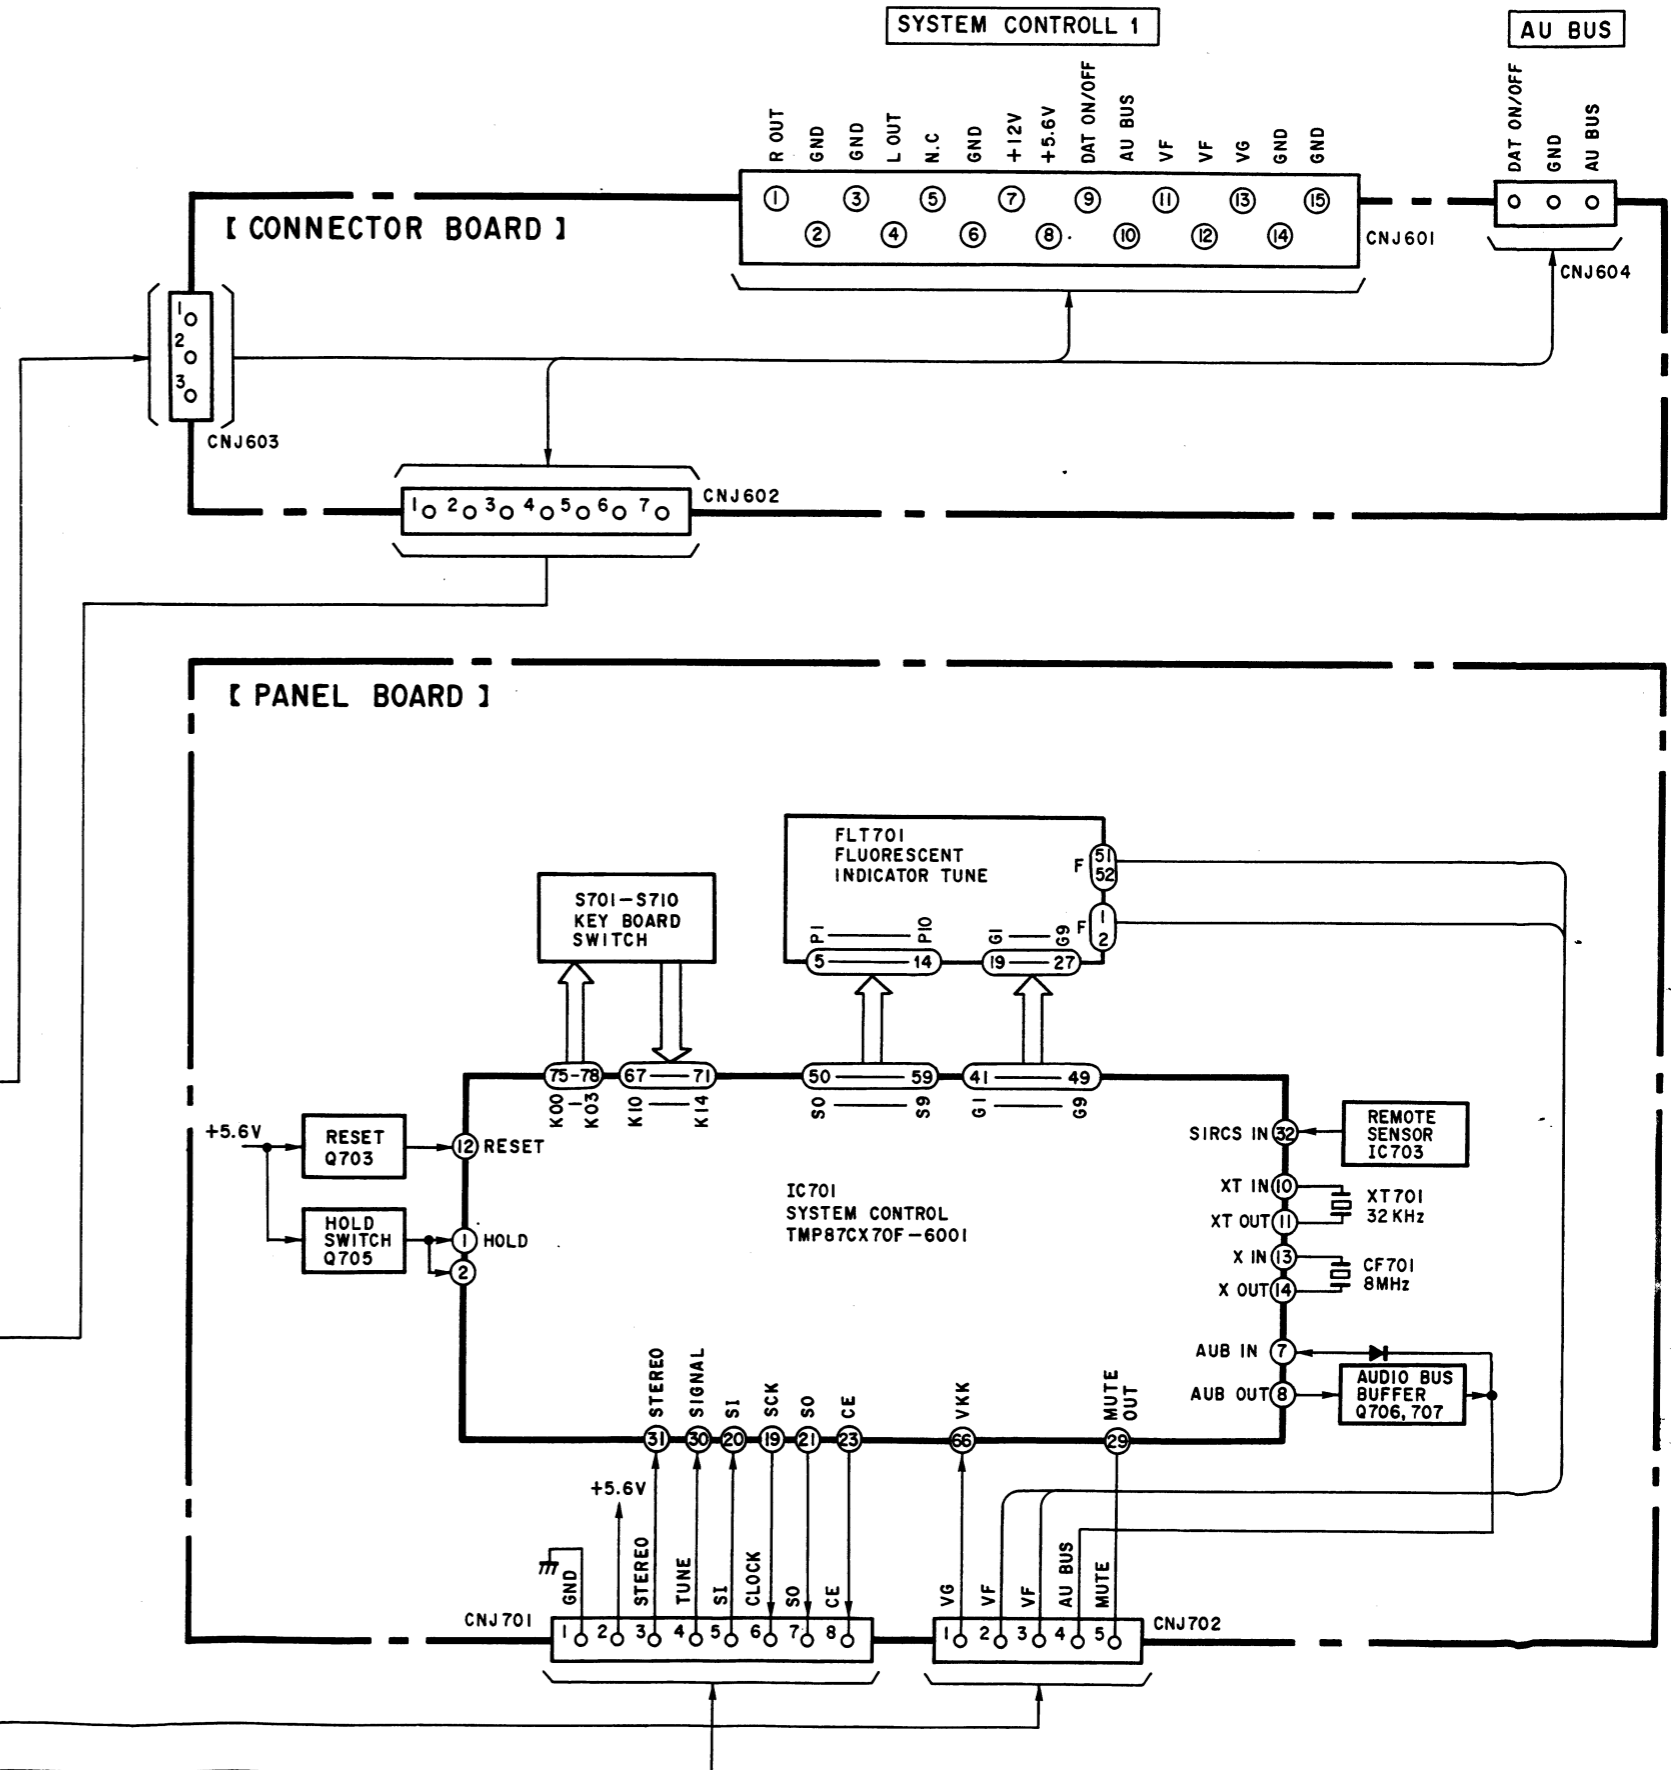 SYSTEM CONTROLL 1
AU BUS
R OUT
GND
GND
L OUT
N.C
GND
+12V
+5.6V
DAT ON/OFF
AU BUS
VF
VF
VG
GND
GND
DAT ON/OFF
GND
AU BUS
1 3 5 7 9 11 13 15
2 4 6 8 10 12 14
CNJ601
CNJ604
[ CONNECTOR BOARD ]
1
2
3
CNJ603
1 2 3 4 5 6 7
CNJ602
[ PANEL BOARD ]
FLT701
FLUORESCENT
INDICATOR TUNE
F
51
52
F
1
2
P1
P10
G1
G9
5 14
19 27
S701-S710
KEY BOARD
SWITCH
75-78
67 71
50 59
41 49
K00
K03
K10
K14
S0
S9
G1
G9
+5.6V
RESET
Q703
12
RESET
HOLD
SWITCH
Q705
1
HOLD
2
IC701
SYSTEM CONTROL
TMP87CX70F-6001
SIRCS IN
32
REMOTE
SENSOR
IC703
XT IN
10
XT OUT
11
XT701
32KHz
X IN
13
X OUT
14
CF701
8MHz
AUB IN
7
AUB OUT
8
AUDIO BUS
BUFFER
Q706, 707
STEREO
SIGNAL
SI
SCK
SO
CE
VKK
MUTE
OUT
31
30
20
19
21
23
66
29
+5.6V
GND
STEREO
TUNE
SI
CLOCK
SO
CE
VG
VF
VF
AU BUS
MUTE
CNJ701
1 2 3 4 5 6 7 8
1 2 3 4 5
CNJ702